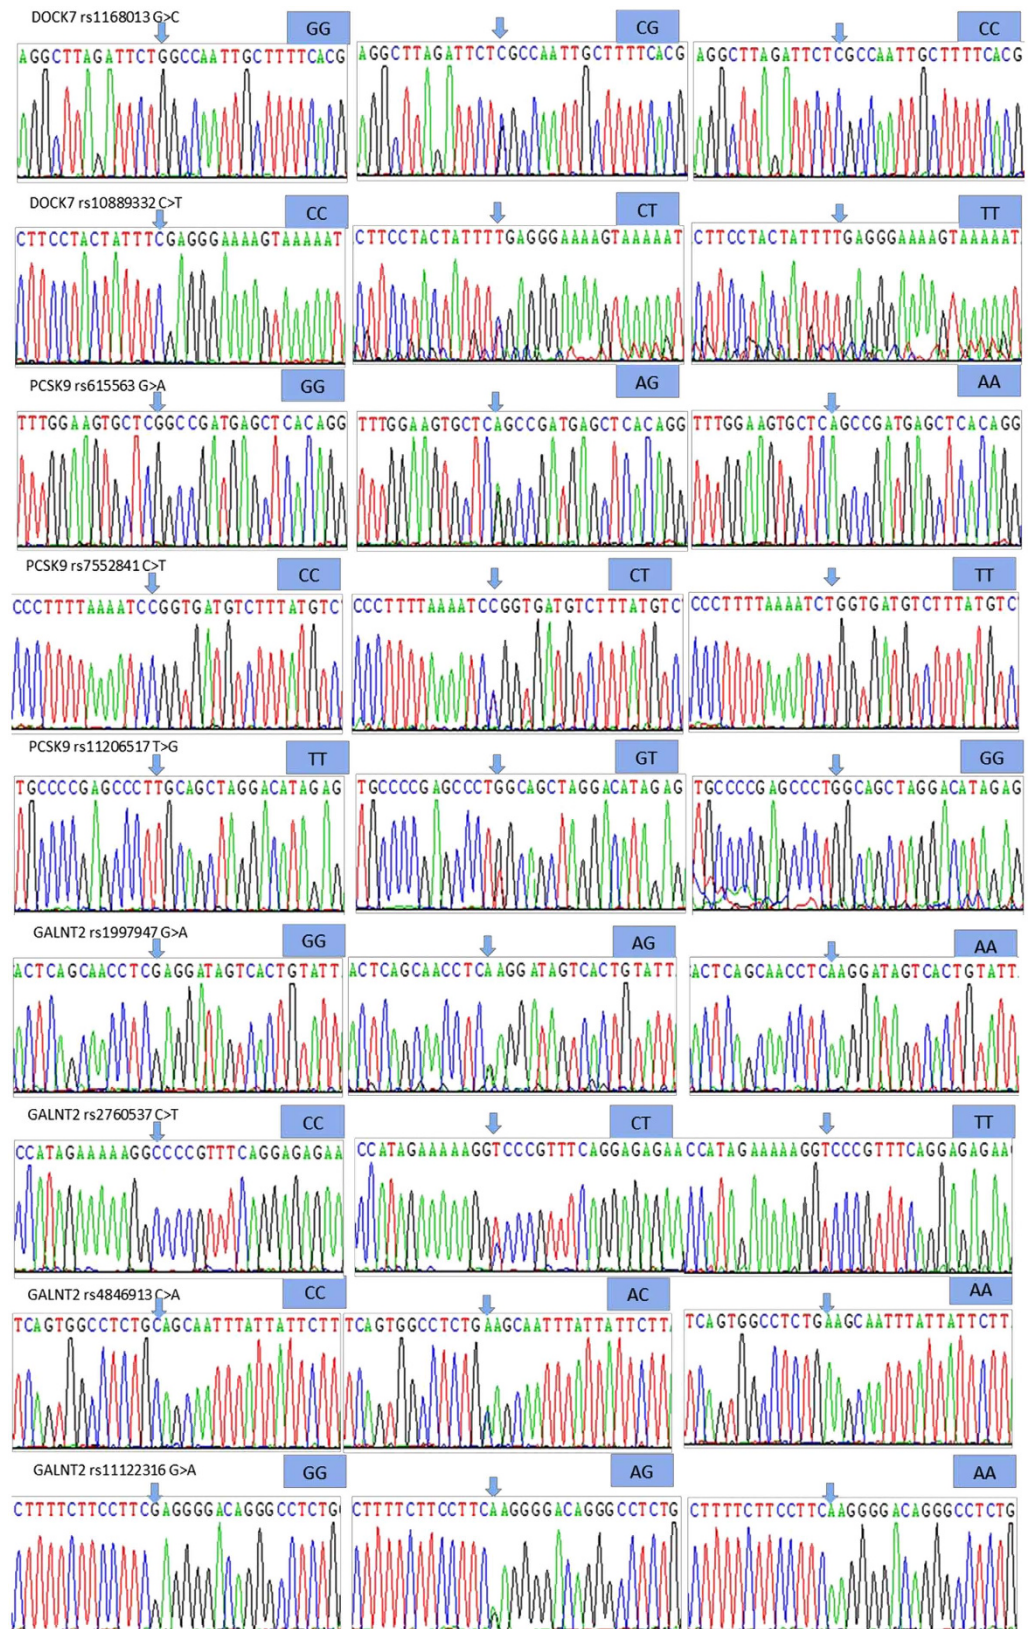 DOCK7 rs1168013 G>C
GG CG CC
AGGCTTAGATTCTGGCCAATTGCTTTTCACG AGGCTTAGATTCTCGCCAATTGCTTTTCACG AGGCTTAGATTCTCGCCAATTGCTTTTCACG
DOCK7 rs10889332 C>T
CC CT TT
CTTCCTACTATTTCGAGGGAAAAGTAAAAAT CTTCCTACTATTTTGAGGGAAAAGTAAAAAT CTTCCTACTATTTTGAGGGAAAAGTAAAAAT
PCSK9 rs615563 G>A
GG AG AA
TTTGGAAGTGCTCGGCCGATGAGCTCACAGG TTTGGAAGTGCTCAGCCGATGAGCTCACAGG TTTGGAAGTGCTCAGCCGATGAGCTCACAGG
PCSK9 rs7552841 C>T
CC CT TT
CCCTTTTAAAATCCGGTGATGTCTTTATGTC CCCTTTTAAAATCCGGTGATGTCTTTATGTC CCCTTTTAAAATCTGGTGATGTCTTTATGTC
PCSK9 rs11206517 T>G
TT GT GG
TGCCCCGAGCCCTTGCAGCTAGGACATAGAG TGCCCCGAGCCCTGGCAGCTAGGACATAGAG TGCCCCGAGCCCTGGCAGCTAGGACATAGAG
GALNT2 rs1997947 G>A
GG AG AA
ACTCAGCAACCTCGAGGATAGTCACTGTATT ACTCAGCAACCTCAAGGATAGTCACTGTATT ACTCAGCAACCTCAAGGATAGTCACTGTATT
GALNT2 rs2760537 C>T
CC CT TT
CCATAGAAAAAGGCCCCGTTTCAGGAGAGAA CCATAGAAAAAGGTCCCGTTTCAGGAGAGAA CCATAGAAAAAGGTCCCGTTTCAGGAGAGAA
GALNT2 rs4846913 C>A
CC AC AA
TCAGTGGCCTCTGCAGCAATTTATTATTCTT TCAGTGGCCTCTGAAGCAATTTATTATTCTT TCAGTGGCCTCTGAAGCAATTTATTATTCTT
GALNT2 rs11122316 G>A
GG AG AA
CTTTTCTTCCTTCGAGGGGACAGGGCCTCTG CTTTTCTTCCTTCAAGGGGACAGGGCCTCTG CTTTTCTTCCTTCAAGGGGACAGGGCCTCTG